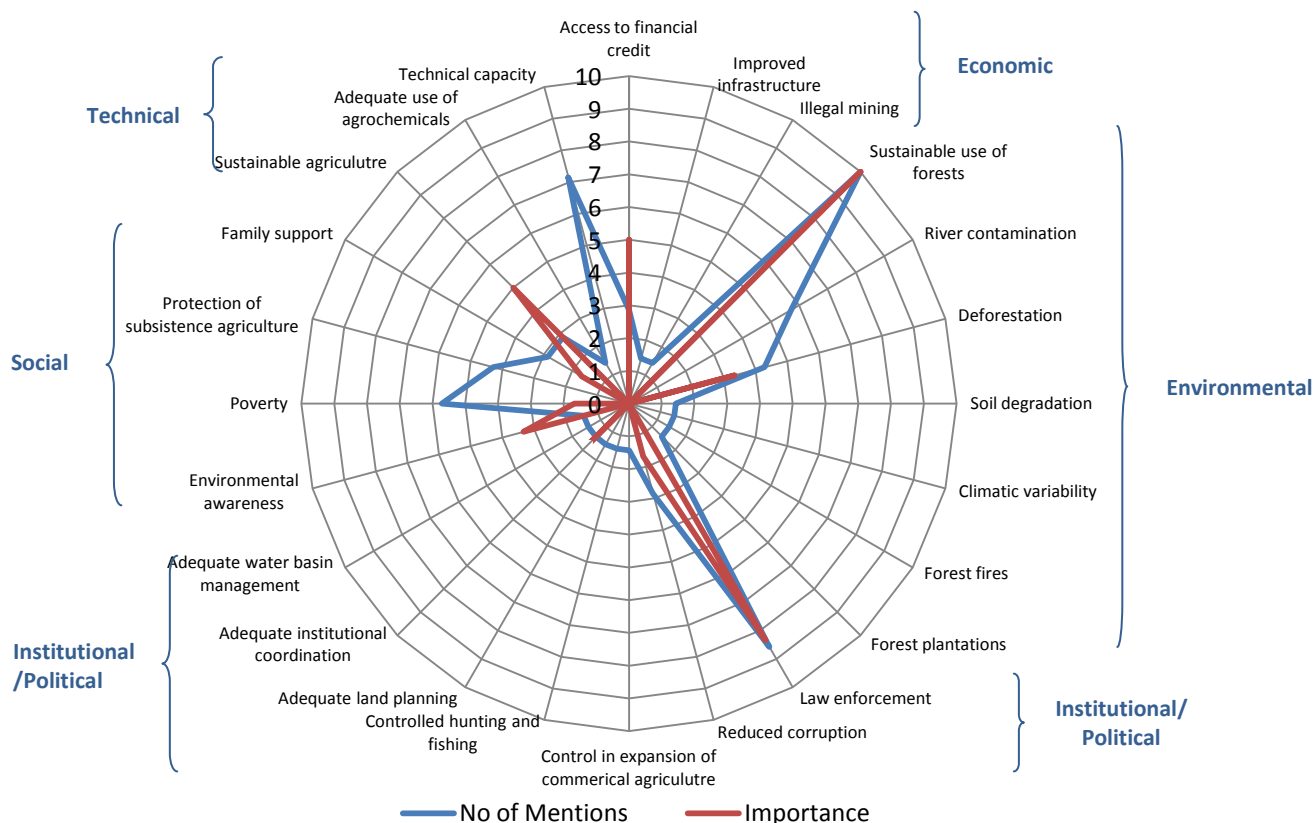 Access to financial
credit
Improved
infrastructure
Illegal mining
Sustainable use of
forests
River contamination
Deforestation
Soil degradation
Climatic variability
Forest fires
Forest plantations
Law enforcement
Reduced corruption
Control in expansion of
commerical agriculutre
Controlled hunting and
fishing
Adequate land planning
Adequate institutional
coordination
Adequate water basin
management
Environmental
awareness
Poverty
Protection of
subsistence agriculture
Family support
Sustainable agriculutre
Adequate use of
agrochemicals
Technical capacity
10
9
8
7
6
5
4
3
2
1
0
Economic
Environmental
Institutional/
Political
Institutional
/Political
Social
Technical
No of Mentions
Importance